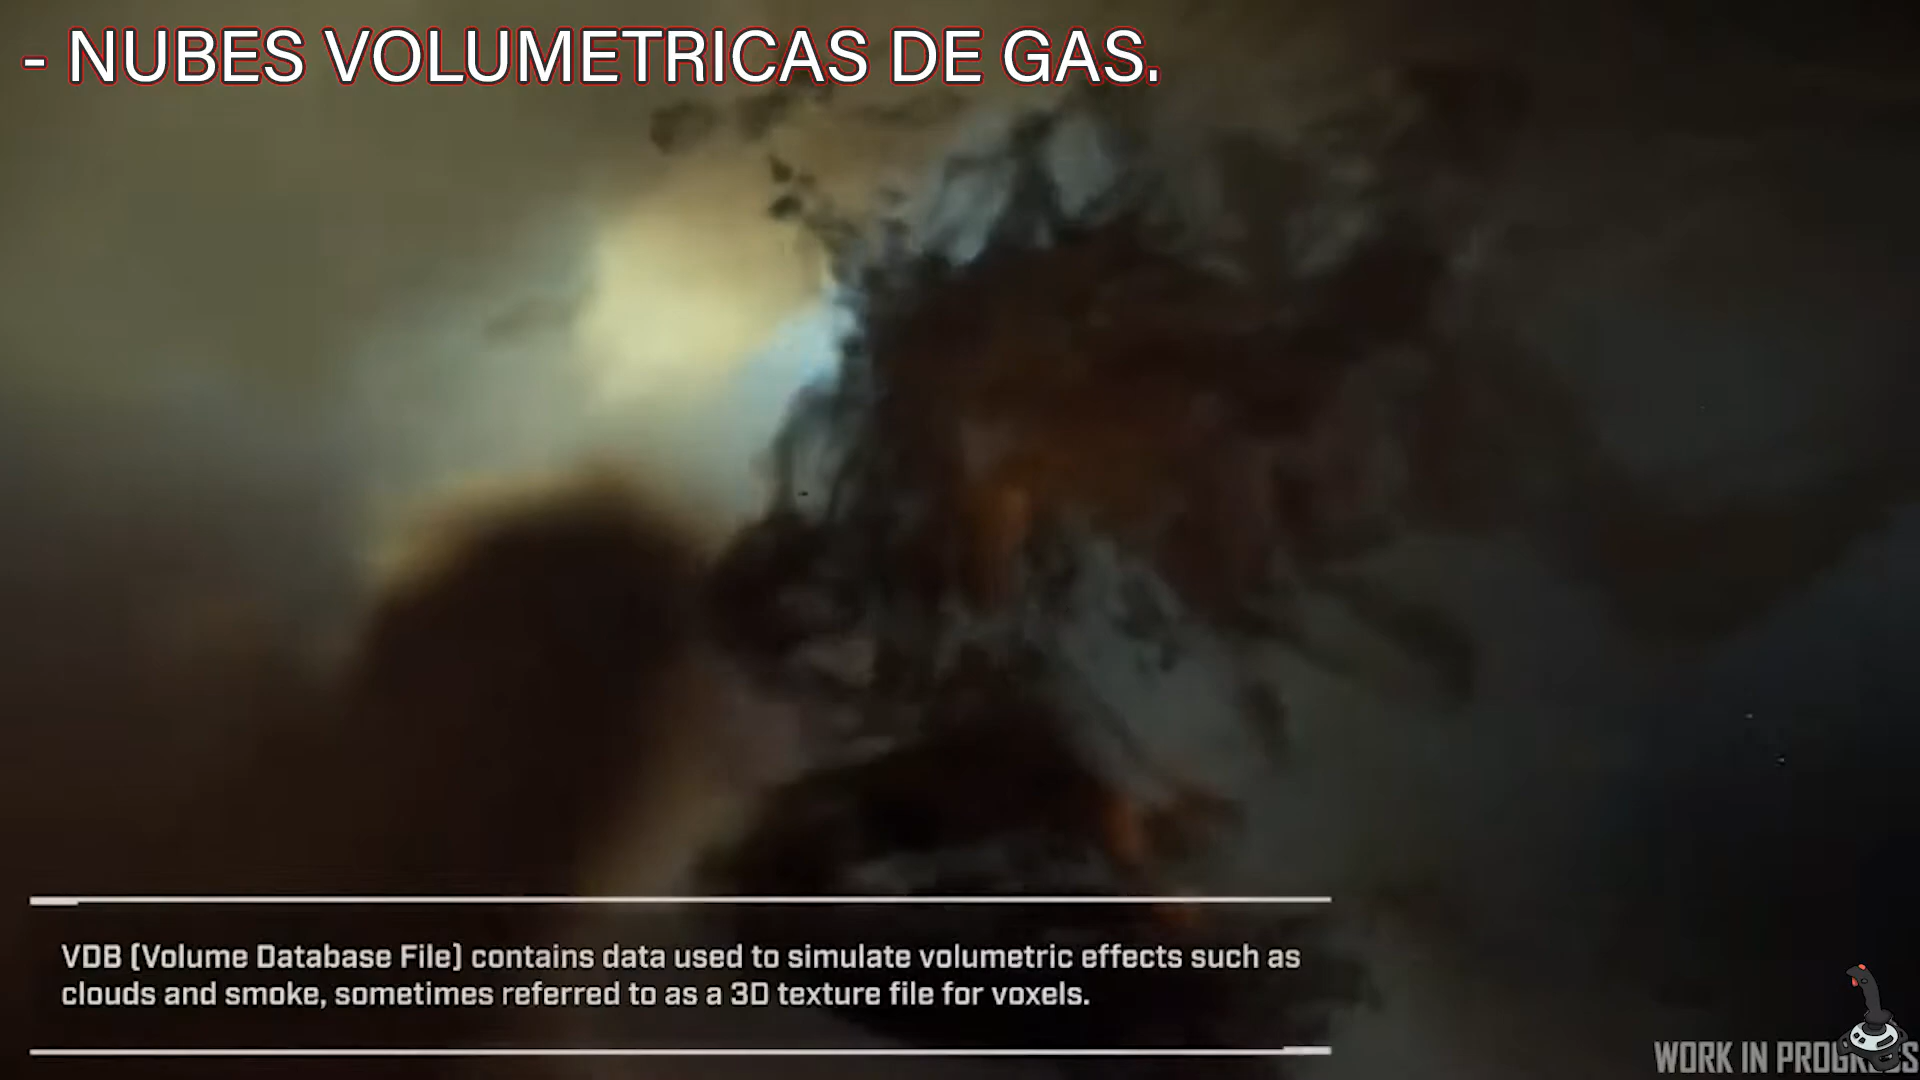 - NUBES VOLUMETRICAS DE GAS.
VDB (Volume Database File) contains data used to simulate volumetric effects such as
clouds and smoke, sometimes referred to as a 3D texture file for voxels.
WORK IN PROGRESS